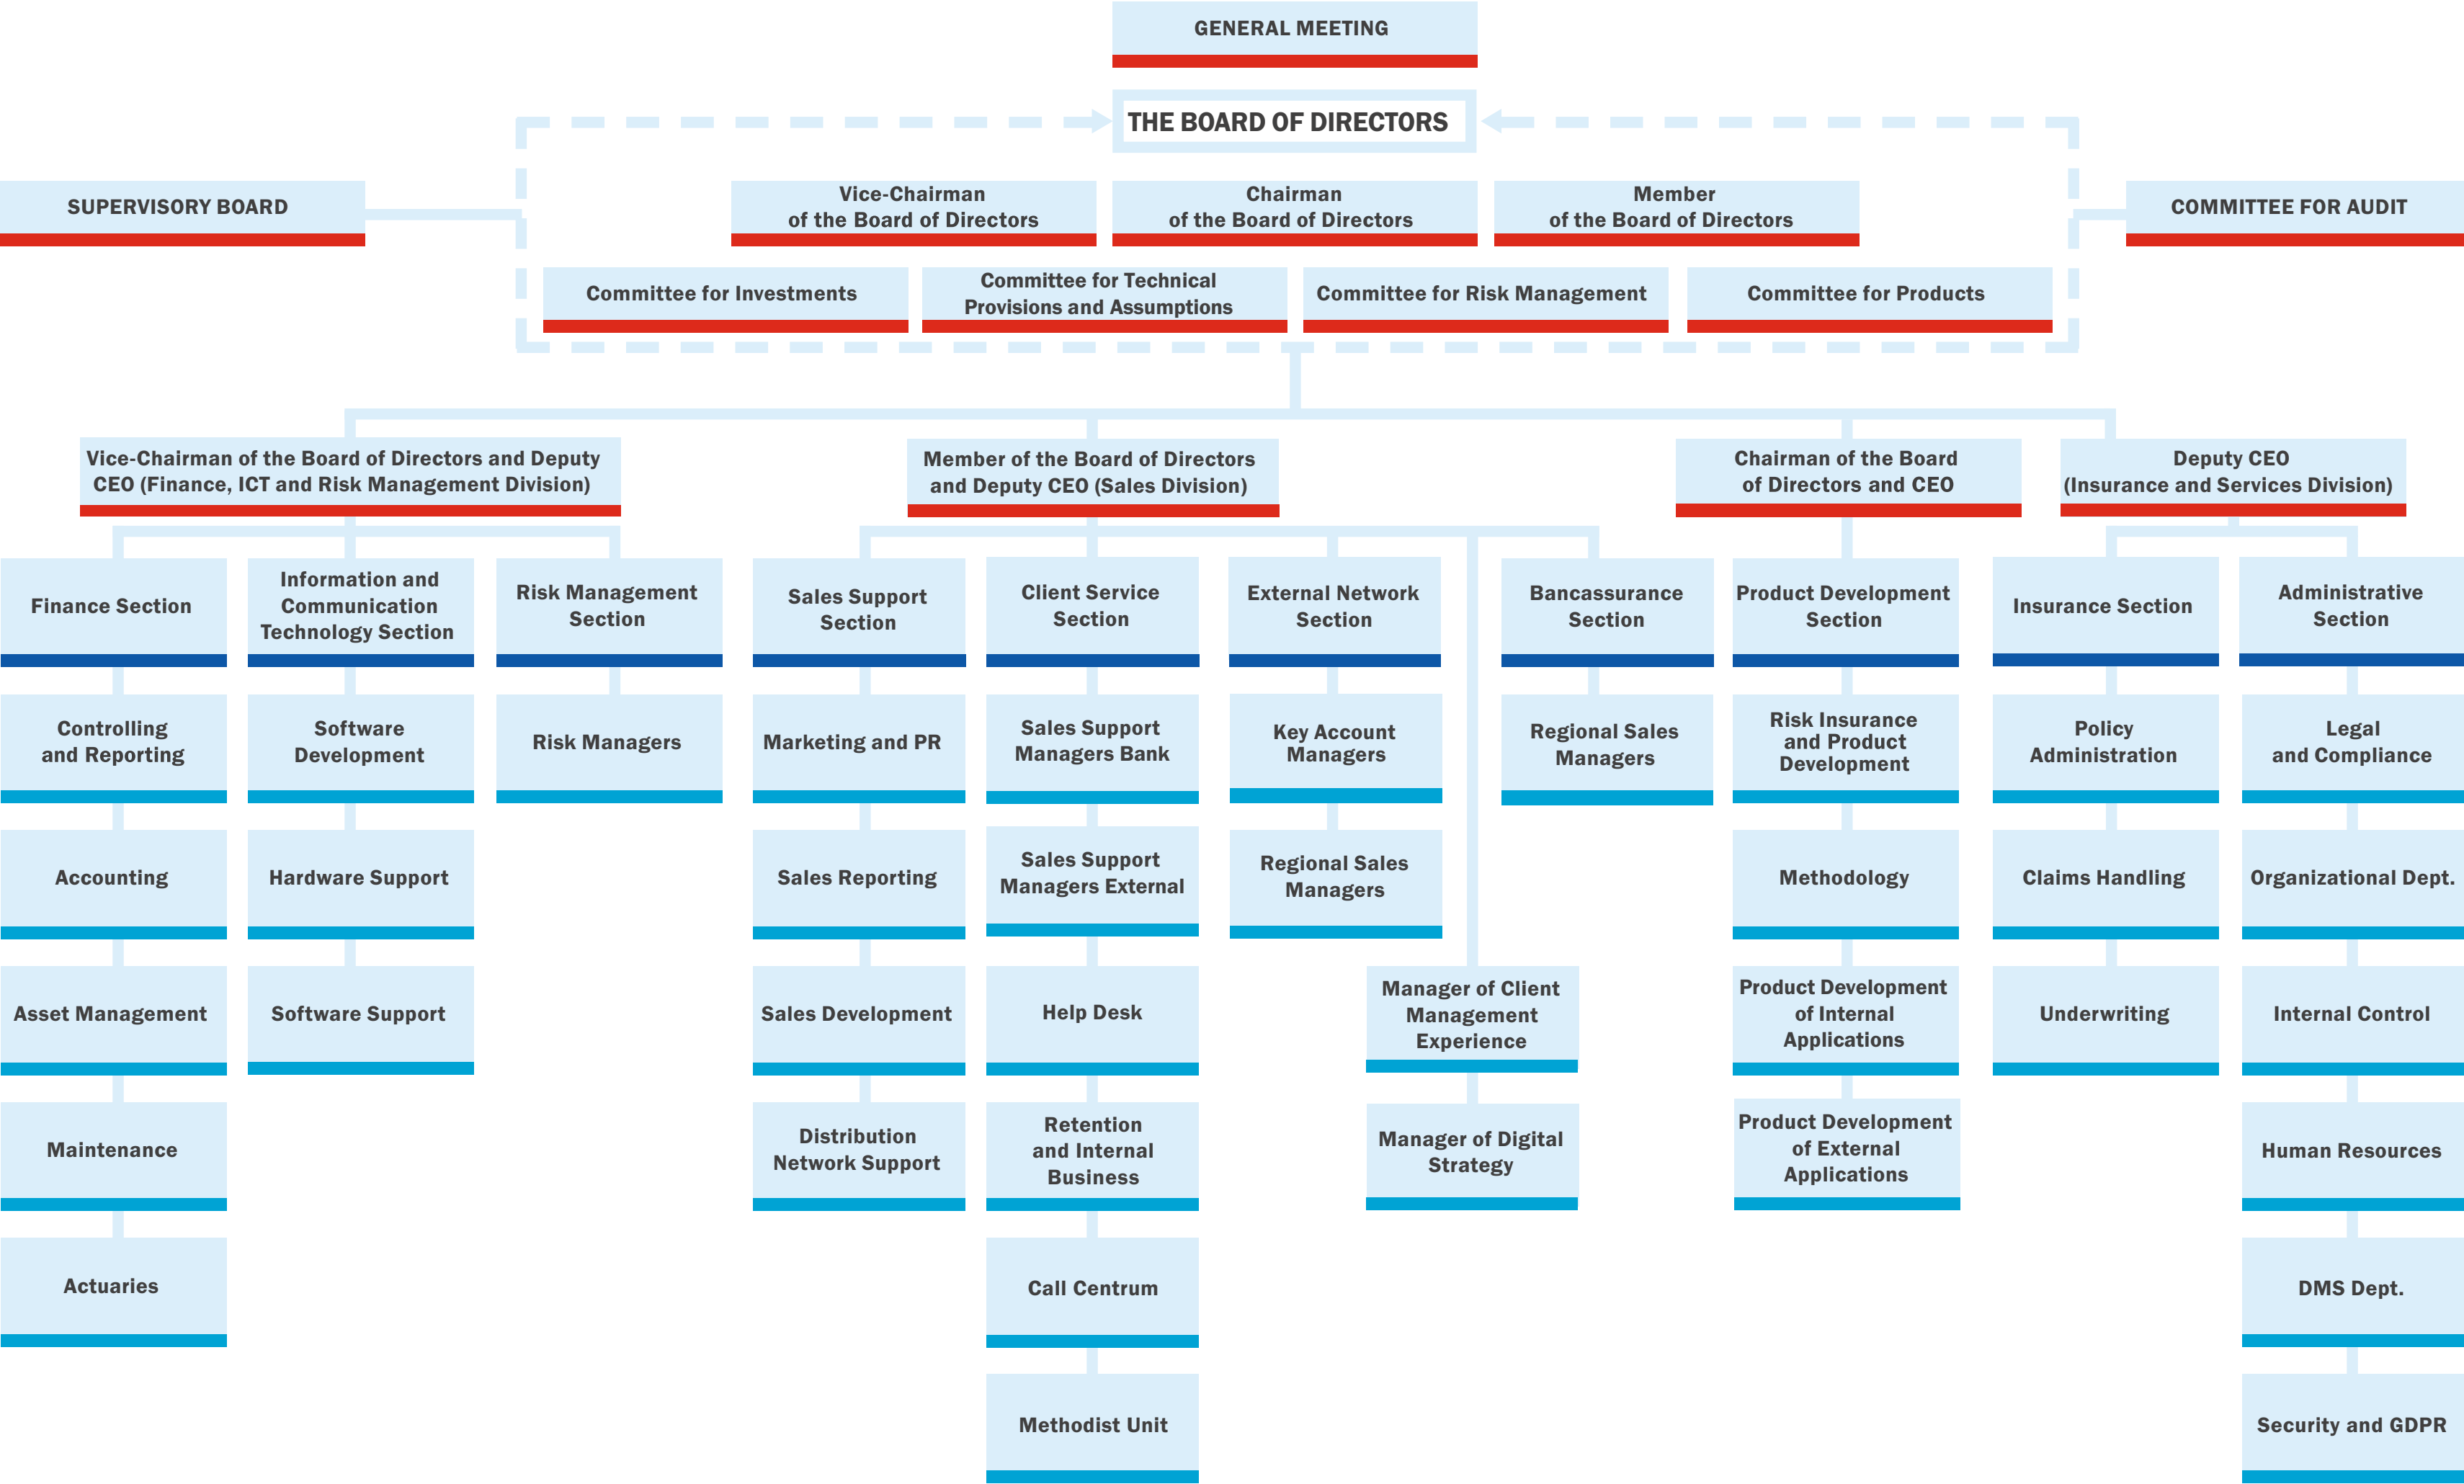 GENERAL MEETING
THE BOARD OF DIRECTORS
SUPERVISORY BOARD
Vice-Chairman
of the Board of Directors
Chairman
of the Board of Directors
Member
of the Board of Directors
COMMITTEE FOR AUDIT
Committee for Investments
Committee for Technical
Provisions and Assumptions
Committee for Risk Management
Committee for Products
Vice-Chairman of the Board of Directors and Deputy
CEO (Finance, ICT and Risk Management Division)
Member of the Board of Directors
and Deputy CEO (Sales Division)
Chairman of the Board
of Directors and CEO
Deputy CEO
(Insurance and Services Division)
Finance Section
Information and
Communication
Technology Section
Risk Management
Section
Sales Support
Section
Client Service
Section
External Network
Section
Bancassurance
Section
Product Development
Section
Insurance Section
Administrative
Section
Controlling
and Reporting
Software
Development
Risk Managers
Marketing and PR
Sales Support
Managers Bank
Key Account
Managers
Regional Sales
Managers
Risk Insurance
and Product
Development
Policy
Administration
Legal
and Compliance
Accounting
Hardware Support
Sales Reporting
Sales Support
Managers External
Regional Sales
Managers
Methodology
Claims Handling
Organizational Dept.
Asset Management
Software Support
Sales Development
Help Desk
Manager of Client
Management
Experience
Product Development
of Internal
Applications
Underwriting
Internal Control
Maintenance
Distribution
Network Support
Retention
and Internal
Business
Manager of Digital
Strategy
Product Development
of External
Applications
Human Resources
Actuaries
Call Centrum
DMS Dept.
Methodist Unit
Security and GDPR